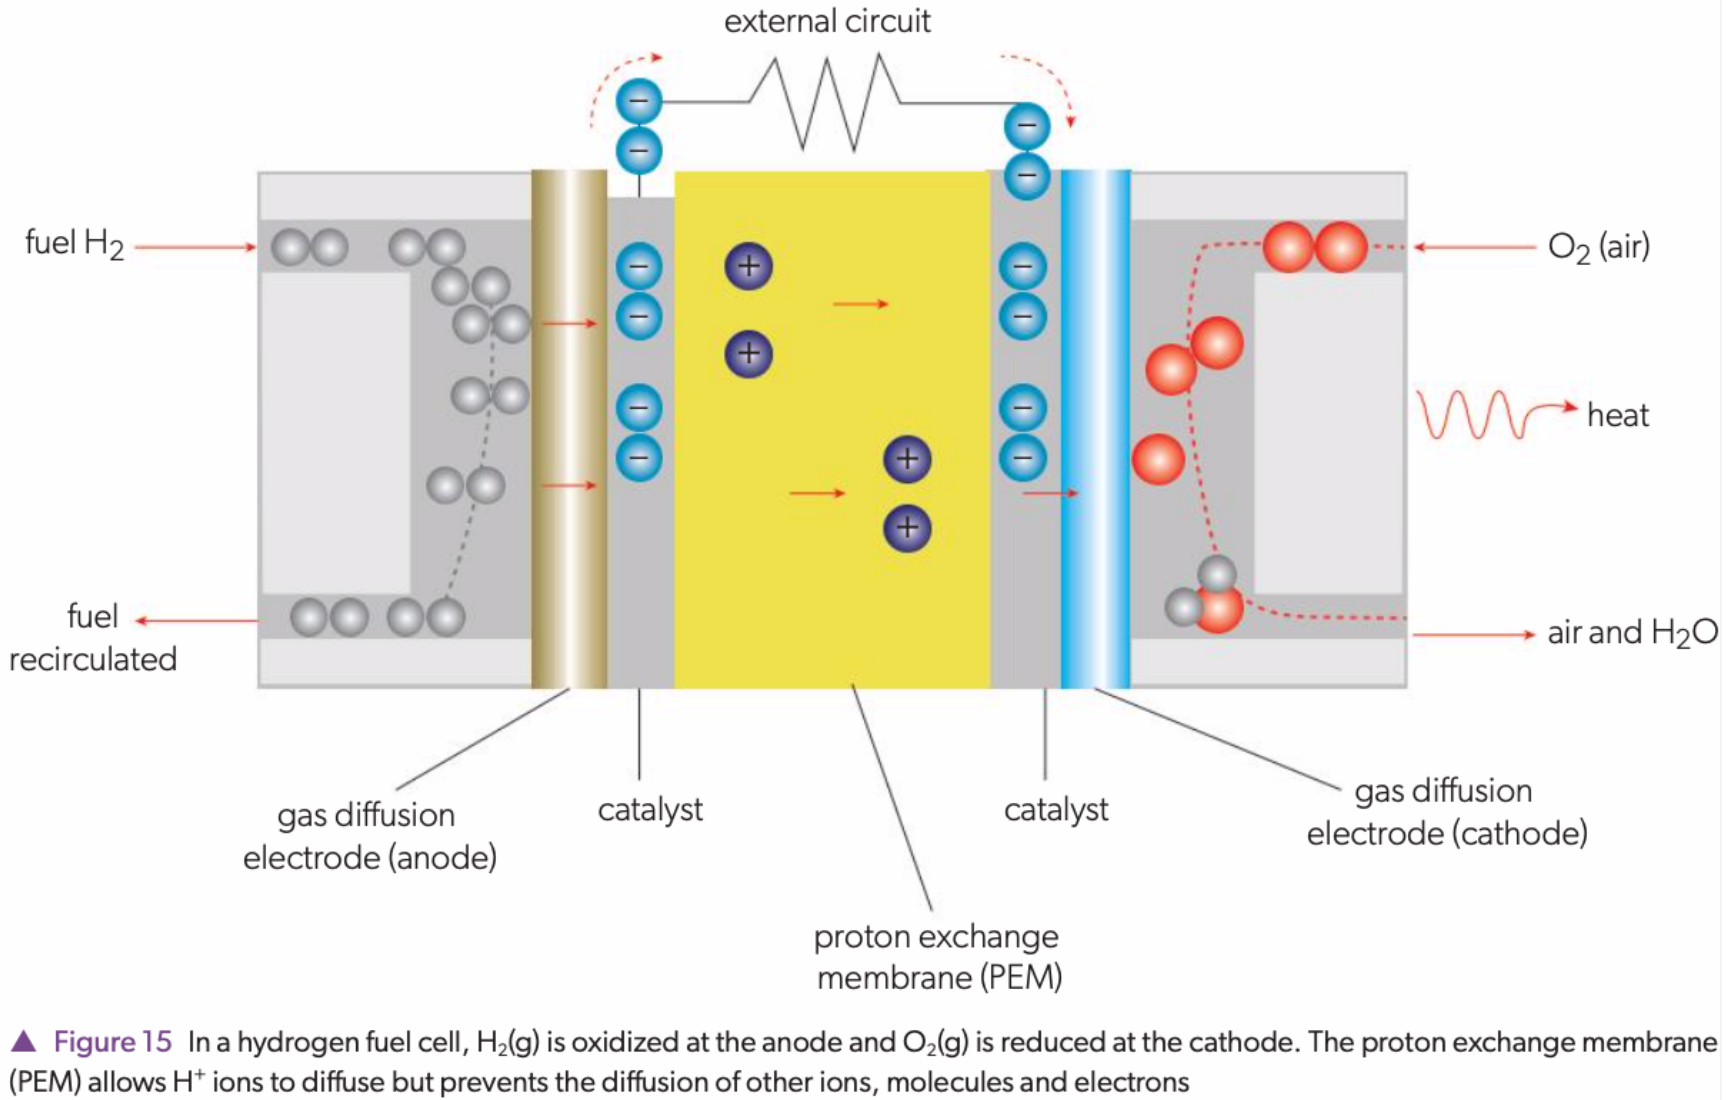 external circuit
fuel H₂
O₂ (air)
heat
fuel
recirculated
air and H₂O
gas diffusion
electrode (anode)
catalyst
catalyst
gas diffusion
electrode (cathode)
proton exchange
membrane (PEM)
▲ Figure 15 In a hydrogen fuel cell, H₂(g) is oxidized at the anode and O₂(g) is reduced at the cathode. The proton exchange membrane
(PEM) allows H⁺ ions to diffuse but prevents the diffusion of other ions, molecules and electrons